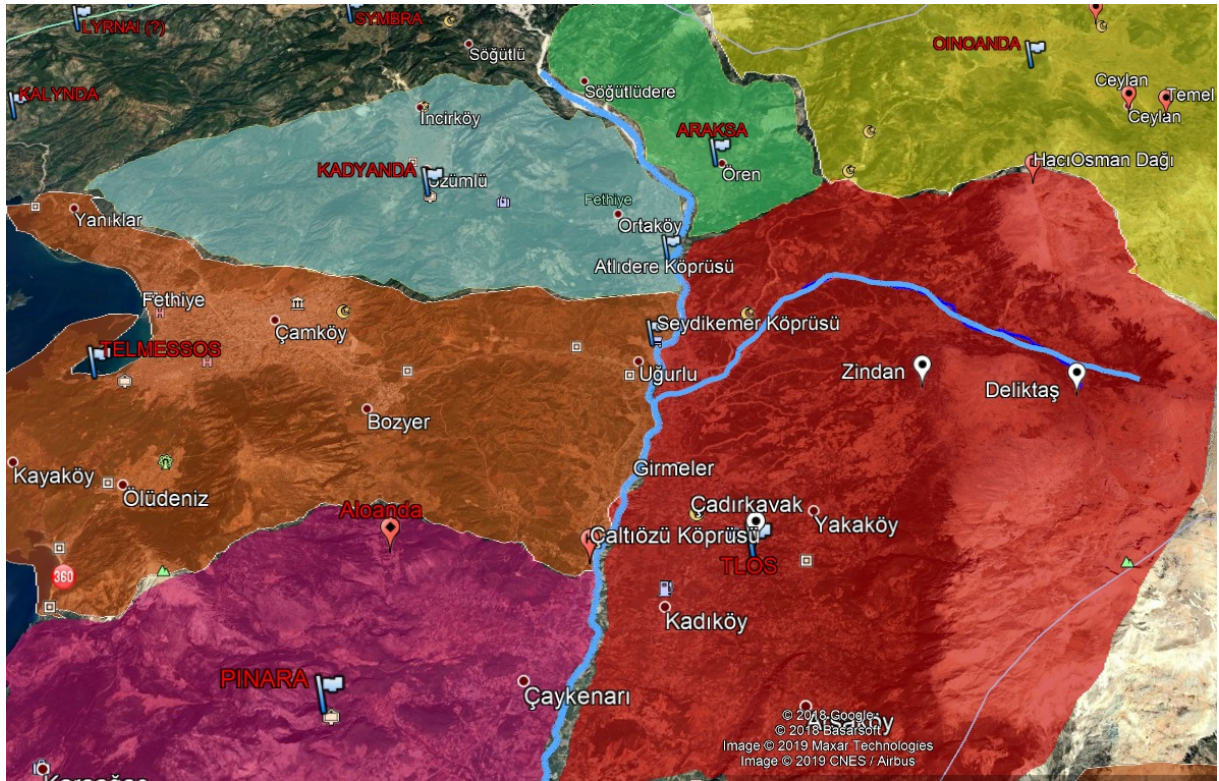 LYRNAI (?)
SYMBRA
Söğütlü
OINOANDA
KALYNDA
İncirköy
Söğütlüdere
Ceylan
Temel
Ceylan
ARAKSA
Ören
HacıOsman Dağı
KADYANDA
Üzümlü
Fethiye
Ortaköy
Yanıklar
Atlıdere Köprüsü
Fethiye
Çamköy
Seydikemer Köprüsü
TELMESSOS
Uğurlu
Zindan
Deliktaş
Bozyer
Kayaköy
Ölüdeniz
Girmeler
Aloanda
Çadırkavak
Yakaköy
Çaltıözü Köprüsü
TLOS
360
Kadıköy
PINARA
Çaykenarı
Arsaköy
© 2018 Google
© 2018 Basarsoft
Image © 2019 Maxar Technologies
Image © 2019 CNES / Airbus